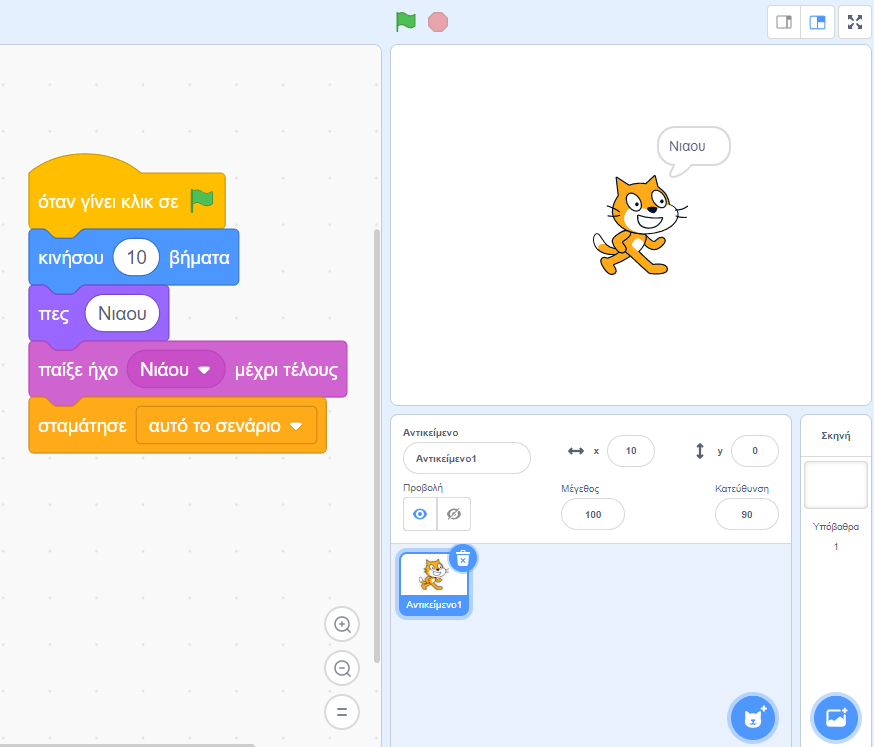 όταν γίνει κλικ σε
κινήσου 10 βήματα
πες Νιαου
παίξε ήχο Νιάου μέχρι τέλους
σταμάτησε αυτό το σενάριο
Νιαου
Αντικείμενο
Αντικείμενο1
x 10
y 0
Προβολή
Μέγεθος
100
Κατεύθυνση
90
Αντικείμενο1
Σκηνή
Υπόβαθρα
1